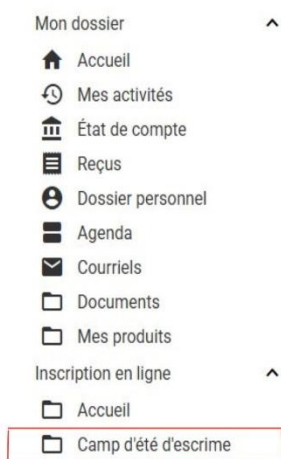 Mon dossier
Accueil
Mes activités
État de compte
Reçus
Dossier personnel
Agenda
Courriels
Documents
Mes produits
Inscription en ligne
Accueil
Camp d'été d'escrime